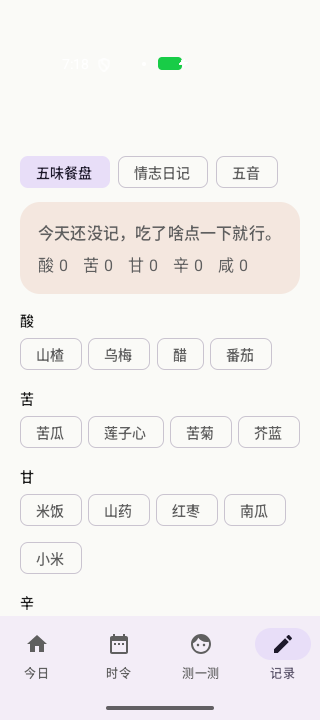 五味餐盘 情志日记 五音
今天还没记，吃了啥点一下就行。
酸 0 苦 0 甘 0 辛 0 咸 0
酸
山楂 乌梅 醋 番茄
苦
苦瓜 莲子心 苦菊 芥蓝
甘
米饭 山药 红枣 南瓜
小米
辛
今日 时令 测一测 记录